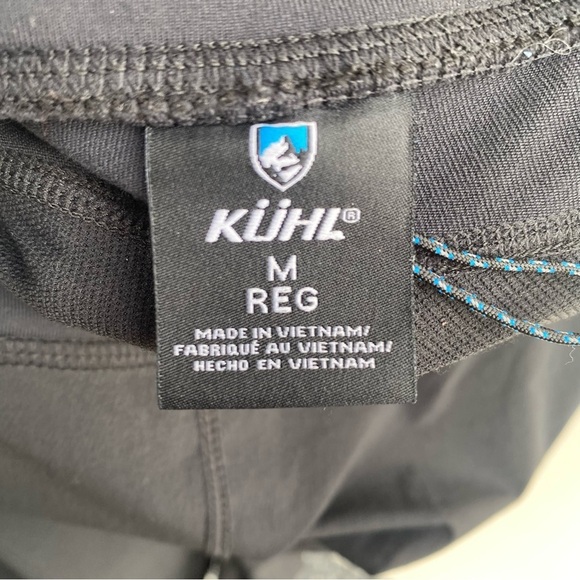 KÜHL®
M
REG
MADE IN VIETNAM/
FABRIQUÉ AU VIETNAM/
HECHO EN VIETNAM